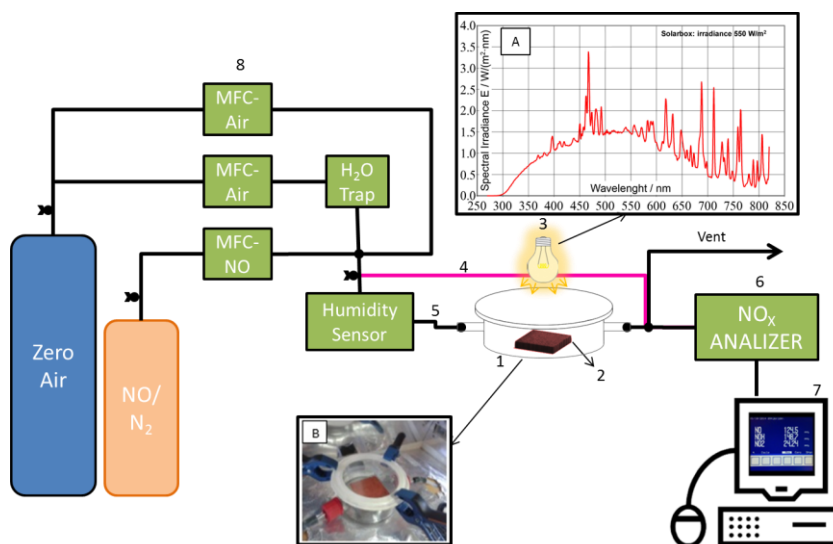 A
Solarbox: irradiance 550 W/m²
Spectral Irradiance E / W/(m²·nm)
4.0
3.5
3.0
2.5
2.0
1.5
1.0
0.5
0.0
Wavelenght / nm
250 300 350 400 450 500 550 600 650 700 750 800 850
8
MFC-
Air
MFC-
Air
H₂O
Trap
MFC-
NO
3
Vent
4
6
Humidity
Sensor
5
NOₓ
ANALIZER
Zero
Air
NO/
N₂
1
2
7
B
NO
NO2